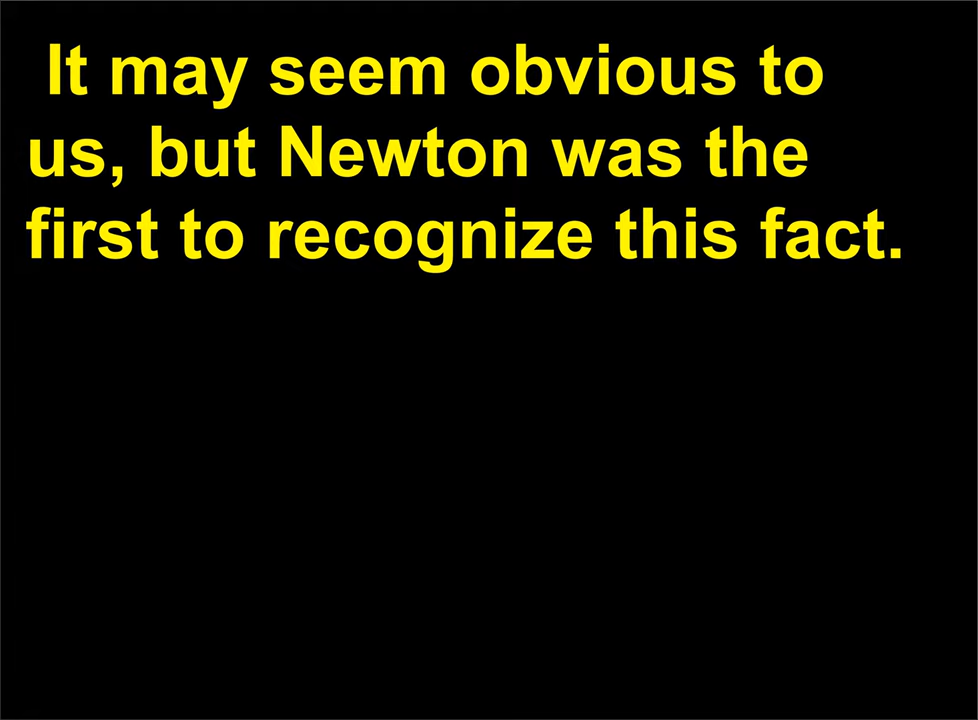 It may seem obvious to
us, but Newton was the
first to recognize this fact.